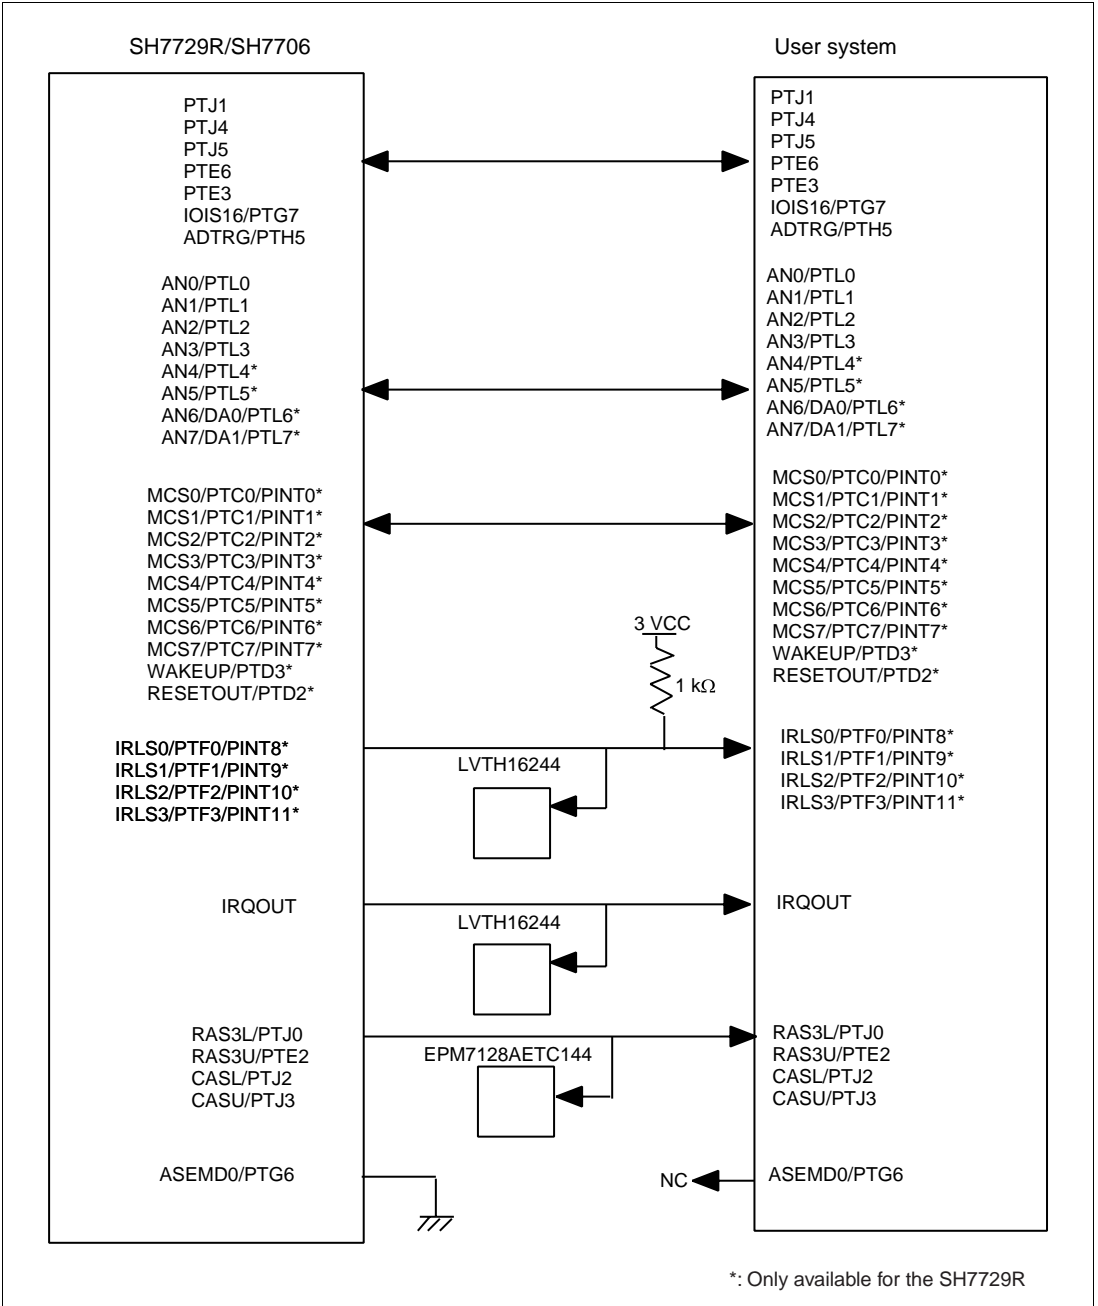 SH7729R/SH7706
User system
PTJ1
PTJ4
PTJ5
PTE6
PTE3
IOIS16/PTG7
ADTRG/PTH5
PTJ1
PTJ4
PTJ5
PTE6
PTE3
IOIS16/PTG7
ADTRG/PTH5
AN0/PTL0
AN1/PTL1
AN2/PTL2
AN3/PTL3
AN4/PTL4*
AN5/PTL5*
AN6/DA0/PTL6*
AN7/DA1/PTL7*
AN0/PTL0
AN1/PTL1
AN2/PTL2
AN3/PTL3
AN4/PTL4*
AN5/PTL5*
AN6/DA0/PTL6*
AN7/DA1/PTL7*
MCS0/PTC0/PINT0*
MCS1/PTC1/PINT1*
MCS2/PTC2/PINT2*
MCS3/PTC3/PINT3*
MCS4/PTC4/PINT4*
MCS5/PTC5/PINT5*
MCS6/PTC6/PINT6*
MCS7/PTC7/PINT7*
WAKEUP/PTD3*
RESETOUT/PTD2*
MCS0/PTC0/PINT0*
MCS1/PTC1/PINT1*
MCS2/PTC2/PINT2*
MCS3/PTC3/PINT3*
MCS4/PTC4/PINT4*
MCS5/PTC5/PINT5*
MCS6/PTC6/PINT6*
MCS7/PTC7/PINT7*
WAKEUP/PTD3*
RESETOUT/PTD2*
3 VCC
1 kΩ
IRLS0/PTF0/PINT8*
IRLS1/PTF1/PINT9*
IRLS2/PTF2/PINT10*
IRLS3/PTF3/PINT11*
LVTH16244
IRLS0/PTF0/PINT8*
IRLS1/PTF1/PINT9*
IRLS2/PTF2/PINT10*
IRLS3/PTF3/PINT11*
IRQOUT
LVTH16244
IRQOUT
RAS3L/PTJ0
RAS3U/PTE2
CASL/PTJ2
CASU/PTJ3
EPM7128AETC144
RAS3L/PTJ0
RAS3U/PTE2
CASL/PTJ2
CASU/PTJ3
ASEMD0/PTG6
NC
ASEMD0/PTG6
*: Only available for the SH7729R